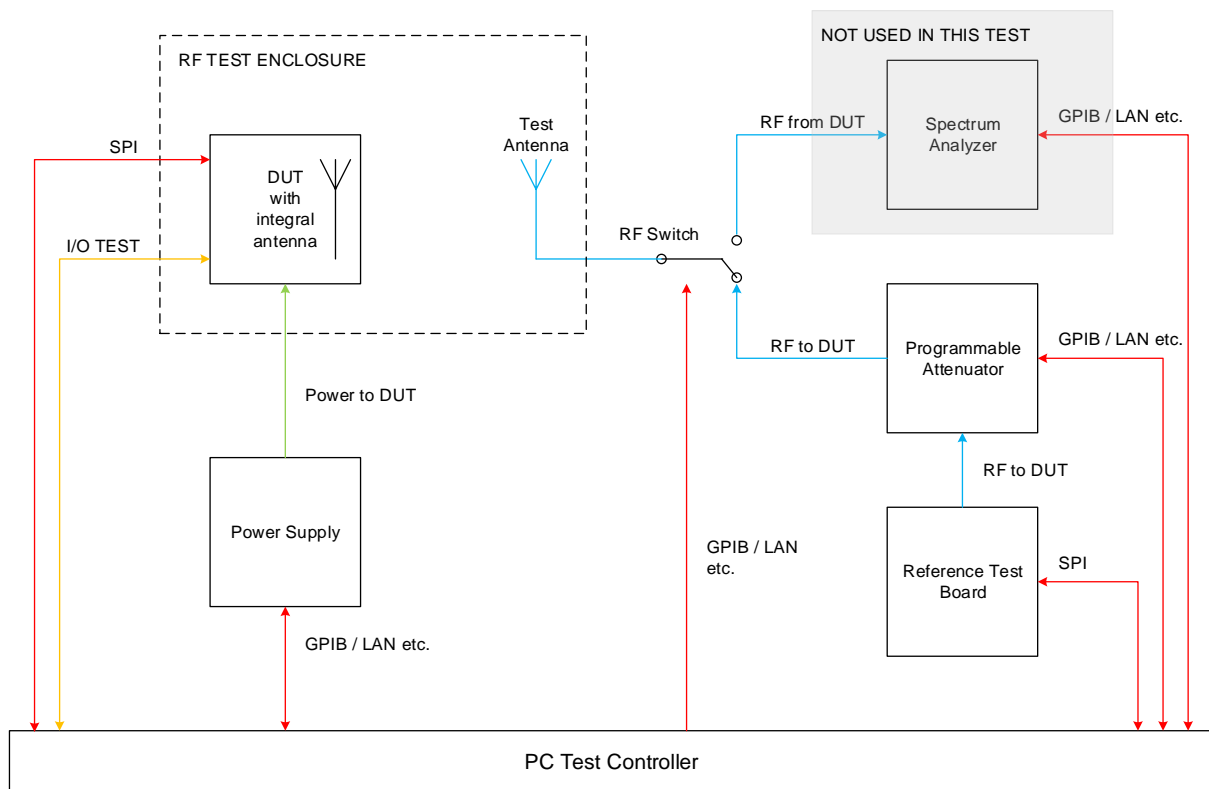 NOT USED IN THIS TEST
RF TEST ENCLOSURE
Test
Antenna
RF from DUT
GPIB / LAN etc.
Spectrum
Analyzer
SPI
DUT
with
integral
antenna
I/O TEST
RF Switch
RF to DUT
Programmable
Attenuator
GPIB / LAN etc.
Power to DUT
RF to DUT
Power Supply
GPIB / LAN
etc.
Reference Test
Board
SPI
GPIB / LAN etc.
PC Test Controller